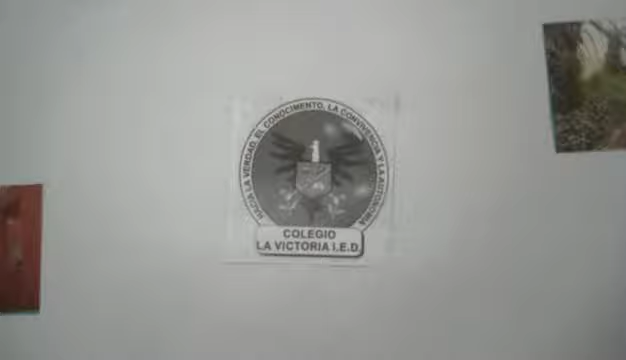 HACIA LA VERDAD, EL CONOCIMIENTO, LA CONVIVENCIA Y LA AUTONOMIA
COLEGIO
LA VICTORIA I.E.D.